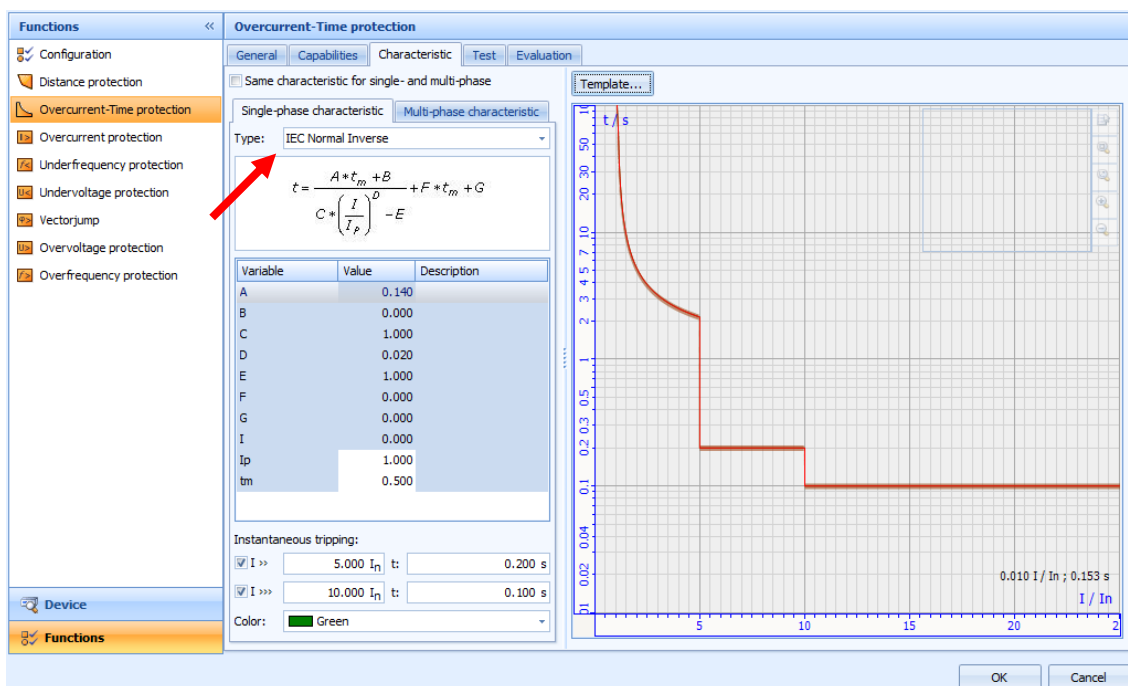 Functions «
Configuration
Distance protection
Overcurrent-Time protection
Overcurrent protection
Underfrequency protection
Undervoltage protection
Vectorjump
Overvoltage protection
Overfrequency protection
Device
Functions
Overcurrent-Time protection
General Capabilities Characteristic Test Evaluation
Same characteristic for single- and multi-phase
Single-phase characteristic Multi-phase characteristic
Type: IEC Normal Inverse
t = (A*tm +B) / (C*(I/IP)^D -E) + F*tm +G
Variable Value Description
A 0.140
B 0.000
C 1.000
D 0.020
E 1.000
F 0.000
G 0.000
I 0.000
Ip 1.000
tm 0.500
Instantaneous tripping:
I >> 5.000 In t: 0.200 s
I >>> 10.000 In t: 0.100 s
Color: Green
Template...
t / s
50
30
20
10
7
5
4
3
2
1
0.5
0.3
0.2
0.1
0.04
0.02
0.010 I / In ; 0.153 s
I / In
5 10 15 20 2
OK Cancel